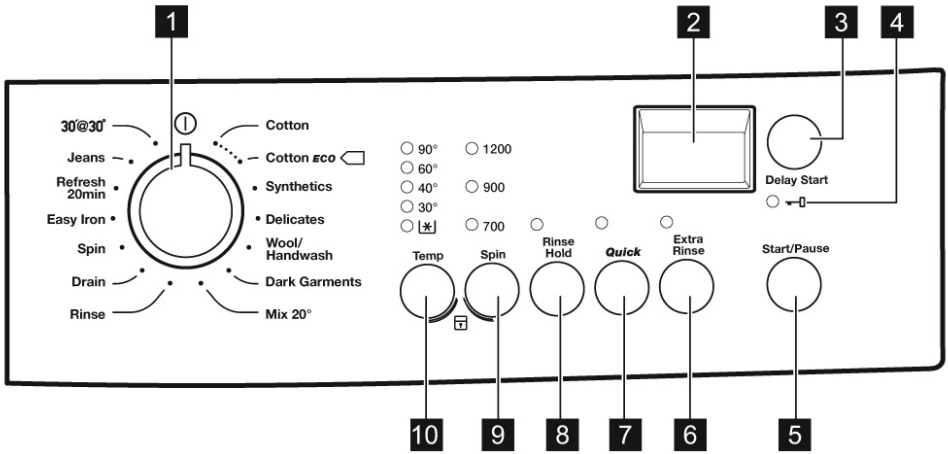 1
2
3
4
30'@30°
Jeans
Refresh
20min
Easy Iron
Spin
Drain
Rinse
Cotton
Cotton ECO
Synthetics
Delicates
Wool/
Handwash
Dark Garments
Mix 20°
90°
60°
40°
30°
1200
900
700
Delay Start
Temp
Spin
Rinse
Hold
Quick
Extra
Rinse
Start/Pause
10
9
8
7
6
5